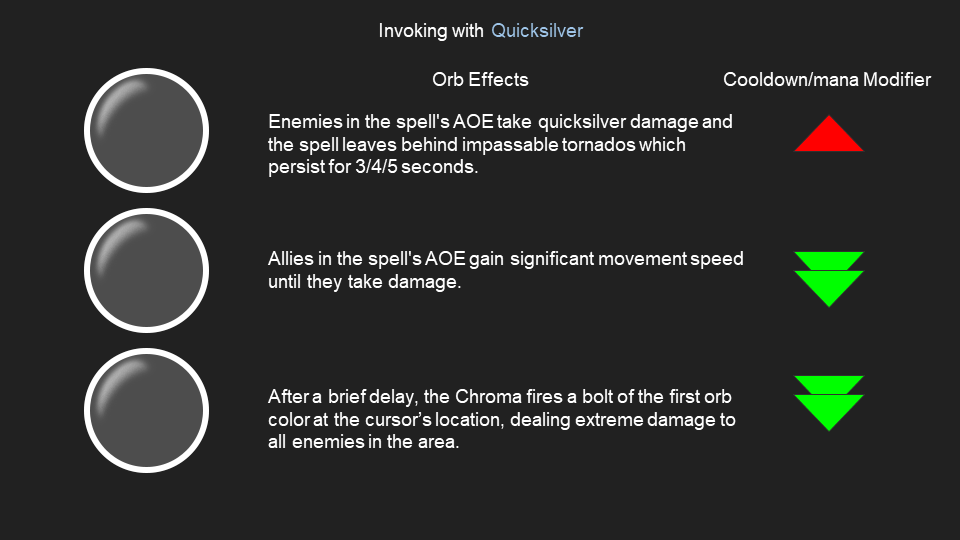 Invoking with Quicksilver
Orb Effects
Cooldown/mana Modifier
Enemies in the spell's AOE take quicksilver damage and
the spell leaves behind impassable tornados which
persist for 3/4/5 seconds.
Allies in the spell's AOE gain significant movement speed
until they take damage.
After a brief delay, the Chroma fires a bolt of the first orb
color at the cursor’s location, dealing extreme damage to
all enemies in the area.